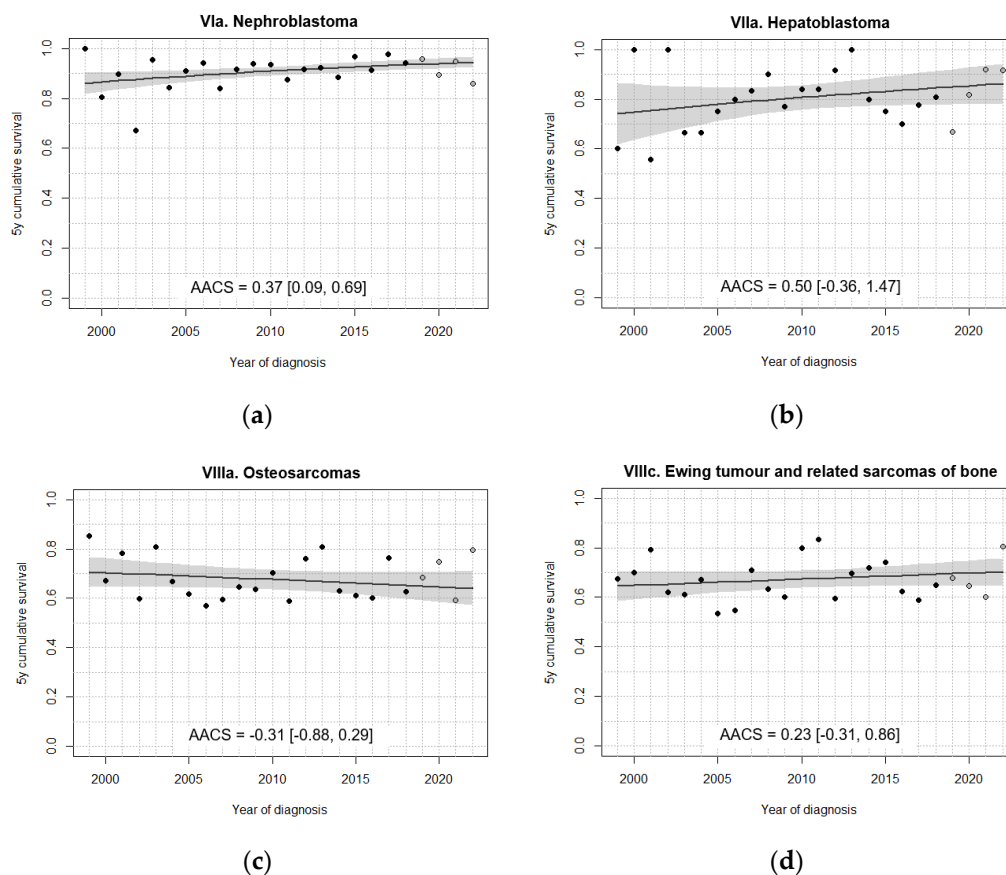 VIa. Nephroblastoma
5y cumulative survival
1.0
0.8
0.6
0.4
0.2
0.0
AACS = 0.37 [0.09, 0.69]
2000 2005 2010 2015 2020
Year of diagnosis
(a)
VIIa. Hepatoblastoma
5y cumulative survival
1.0
0.8
0.6
0.4
0.2
0.0
AACS = 0.50 [-0.36, 1.47]
2000 2005 2010 2015 2020
Year of diagnosis
(b)
VIIIa. Osteosarcomas
5y cumulative survival
1.0
0.8
0.6
0.4
0.2
0.0
AACS = -0.31 [-0.88, 0.29]
2000 2005 2010 2015 2020
Year of diagnosis
(c)
VIIIc. Ewing tumour and related sarcomas of bone
5y cumulative survival
1.0
0.8
0.6
0.4
0.2
0.0
AACS = 0.23 [-0.31, 0.86]
2000 2005 2010 2015 2020
Year of diagnosis
(d)